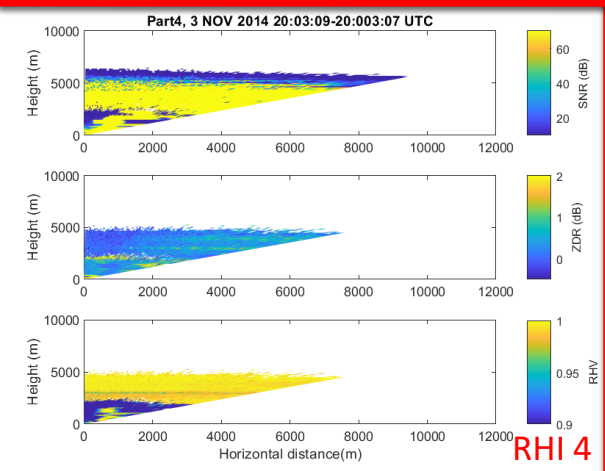 Part4, 3 NOV 2014 20:03:09-20:003:07 UTC
10000
5000
0
Height (m)
0 2000 4000 6000 8000 10000 12000
60
40
20
SNR (dB)
10000
5000
0
Height (m)
0 2000 4000 6000 8000 10000 12000
2
1
0
ZDR (dB)
10000
5000
0
Height (m)
0 2000 4000 6000 8000 10000 12000
Horizontal distance(m)
1
0.95
0.9
RHV
RHI 4